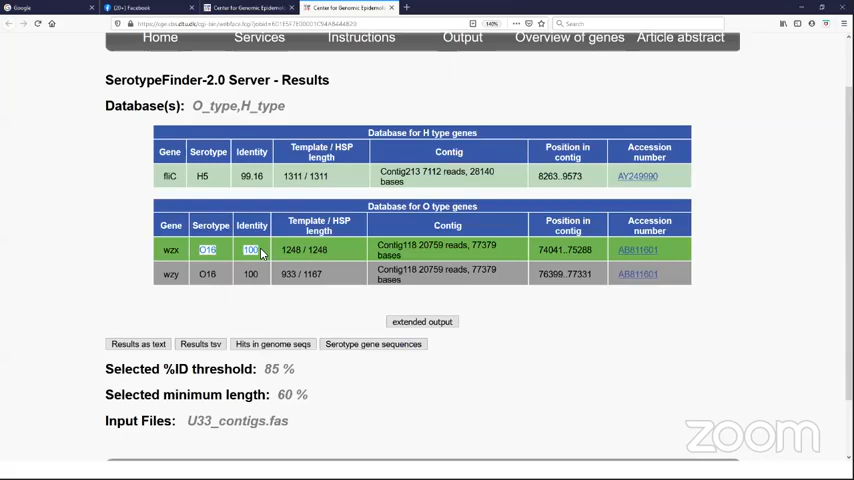 Google
(20+) Facebook
Center for Genomic Epidemiolo
Center for Genomic Epidemiolo
140%
Search
Home Services Instructions Output Overview of genes Article abstract
SerotypeFinder-2.0 Server - Results
Database(s): O_type,H_type
Database for H type genes
Gene Serotype Identity Template / HSP length Contig Position in contig Accession number
fliC H5 99.16 1311 / 1311 Contig213 7112 reads, 28140 bases 8263..9573 AY249990
Database for O type genes
Gene Serotype Identity Template / HSP length Contig Position in contig Accession number
wzx O16 100 1248 / 1248 Contig118 20759 reads, 77379 bases 74041..75288 AB811601
wzy O16 100 933 / 1167 Contig118 20759 reads, 77379 bases 76399..77331 AB811601
extended output
Results as text Results tsv Hits in genome seqs Serotype gene sequences
Selected %ID threshold: 85 %
Selected minimum length: 60 %
Input Files: U33_contigs.fas
zoom